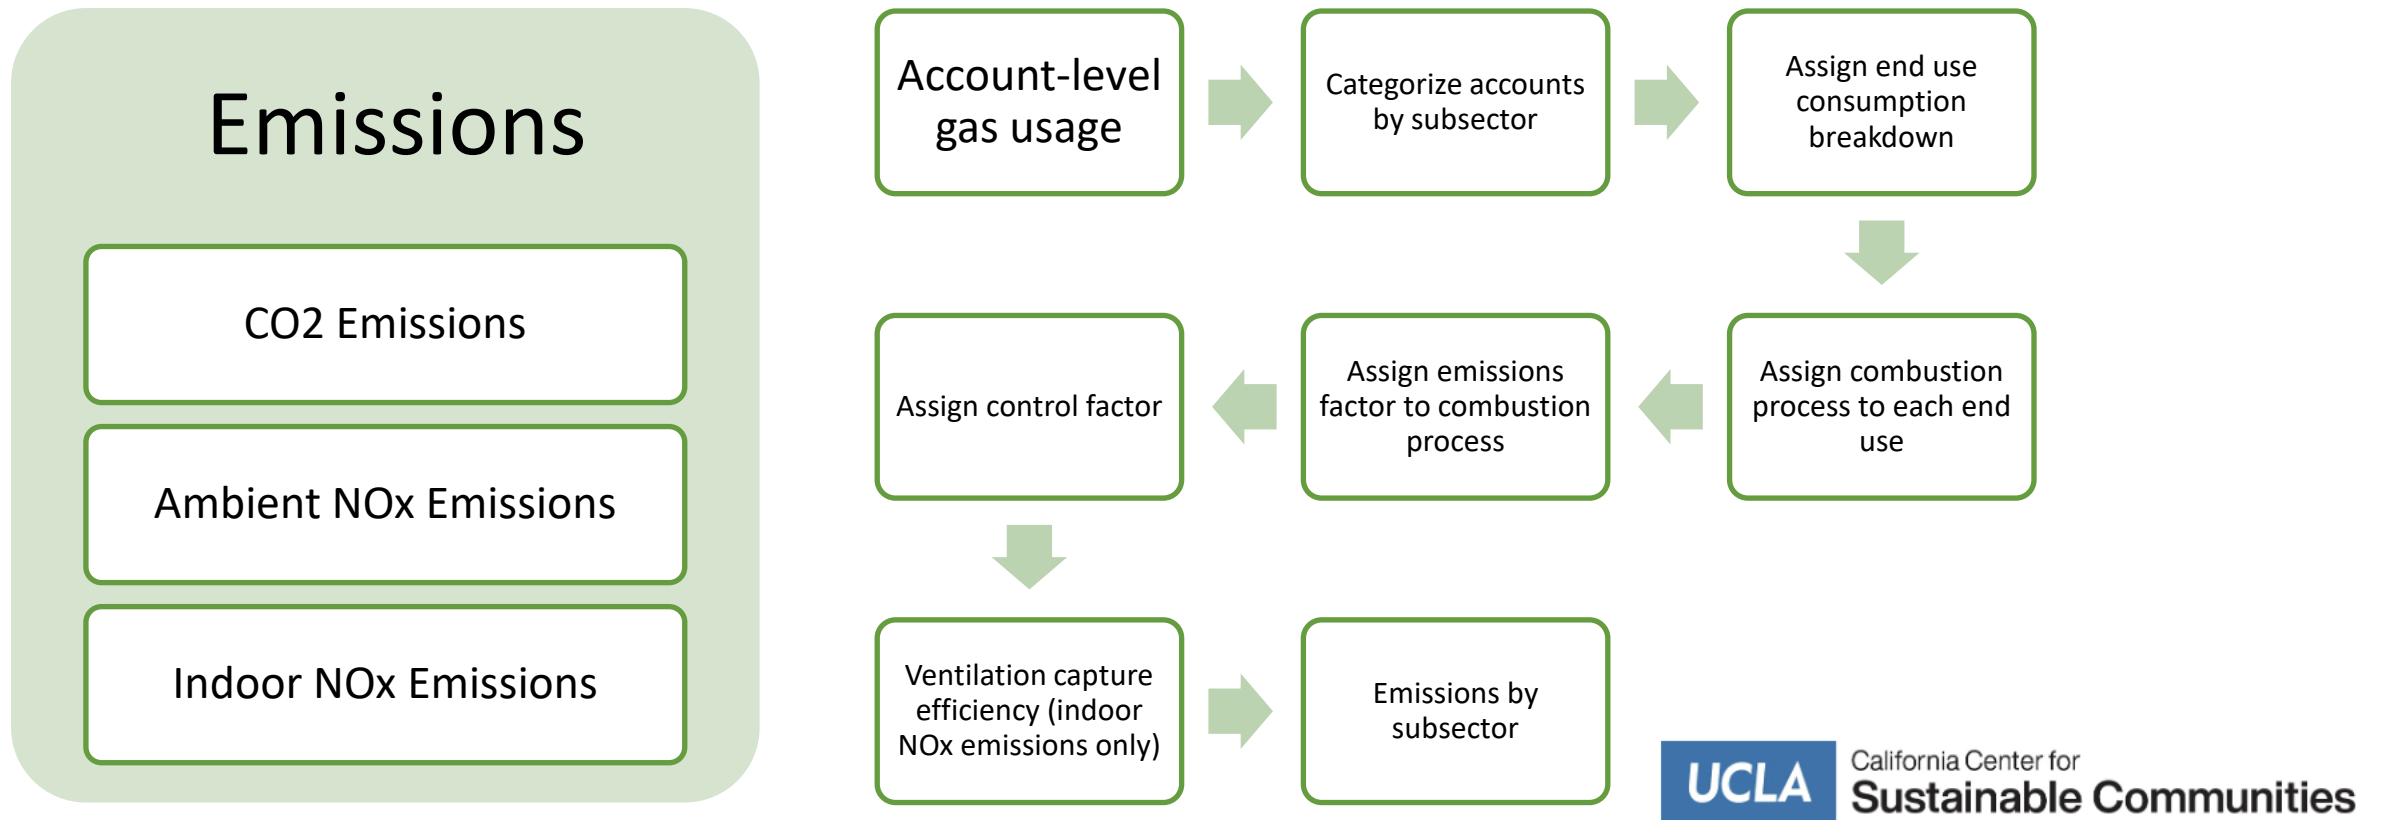 Emissions
CO2 Emissions
Ambient NOx Emissions
Indoor NOx Emissions
Account-level
gas usage
Categorize accounts
by subsector
Assign end use
consumption
breakdown
Assign combustion
process to each end
use
Assign emissions
factor to combustion
process
Assign control factor
Ventilation capture
efficiency (indoor
NOx emissions only)
Emissions by
subsector
UCLA
California Center for
Sustainable Communities